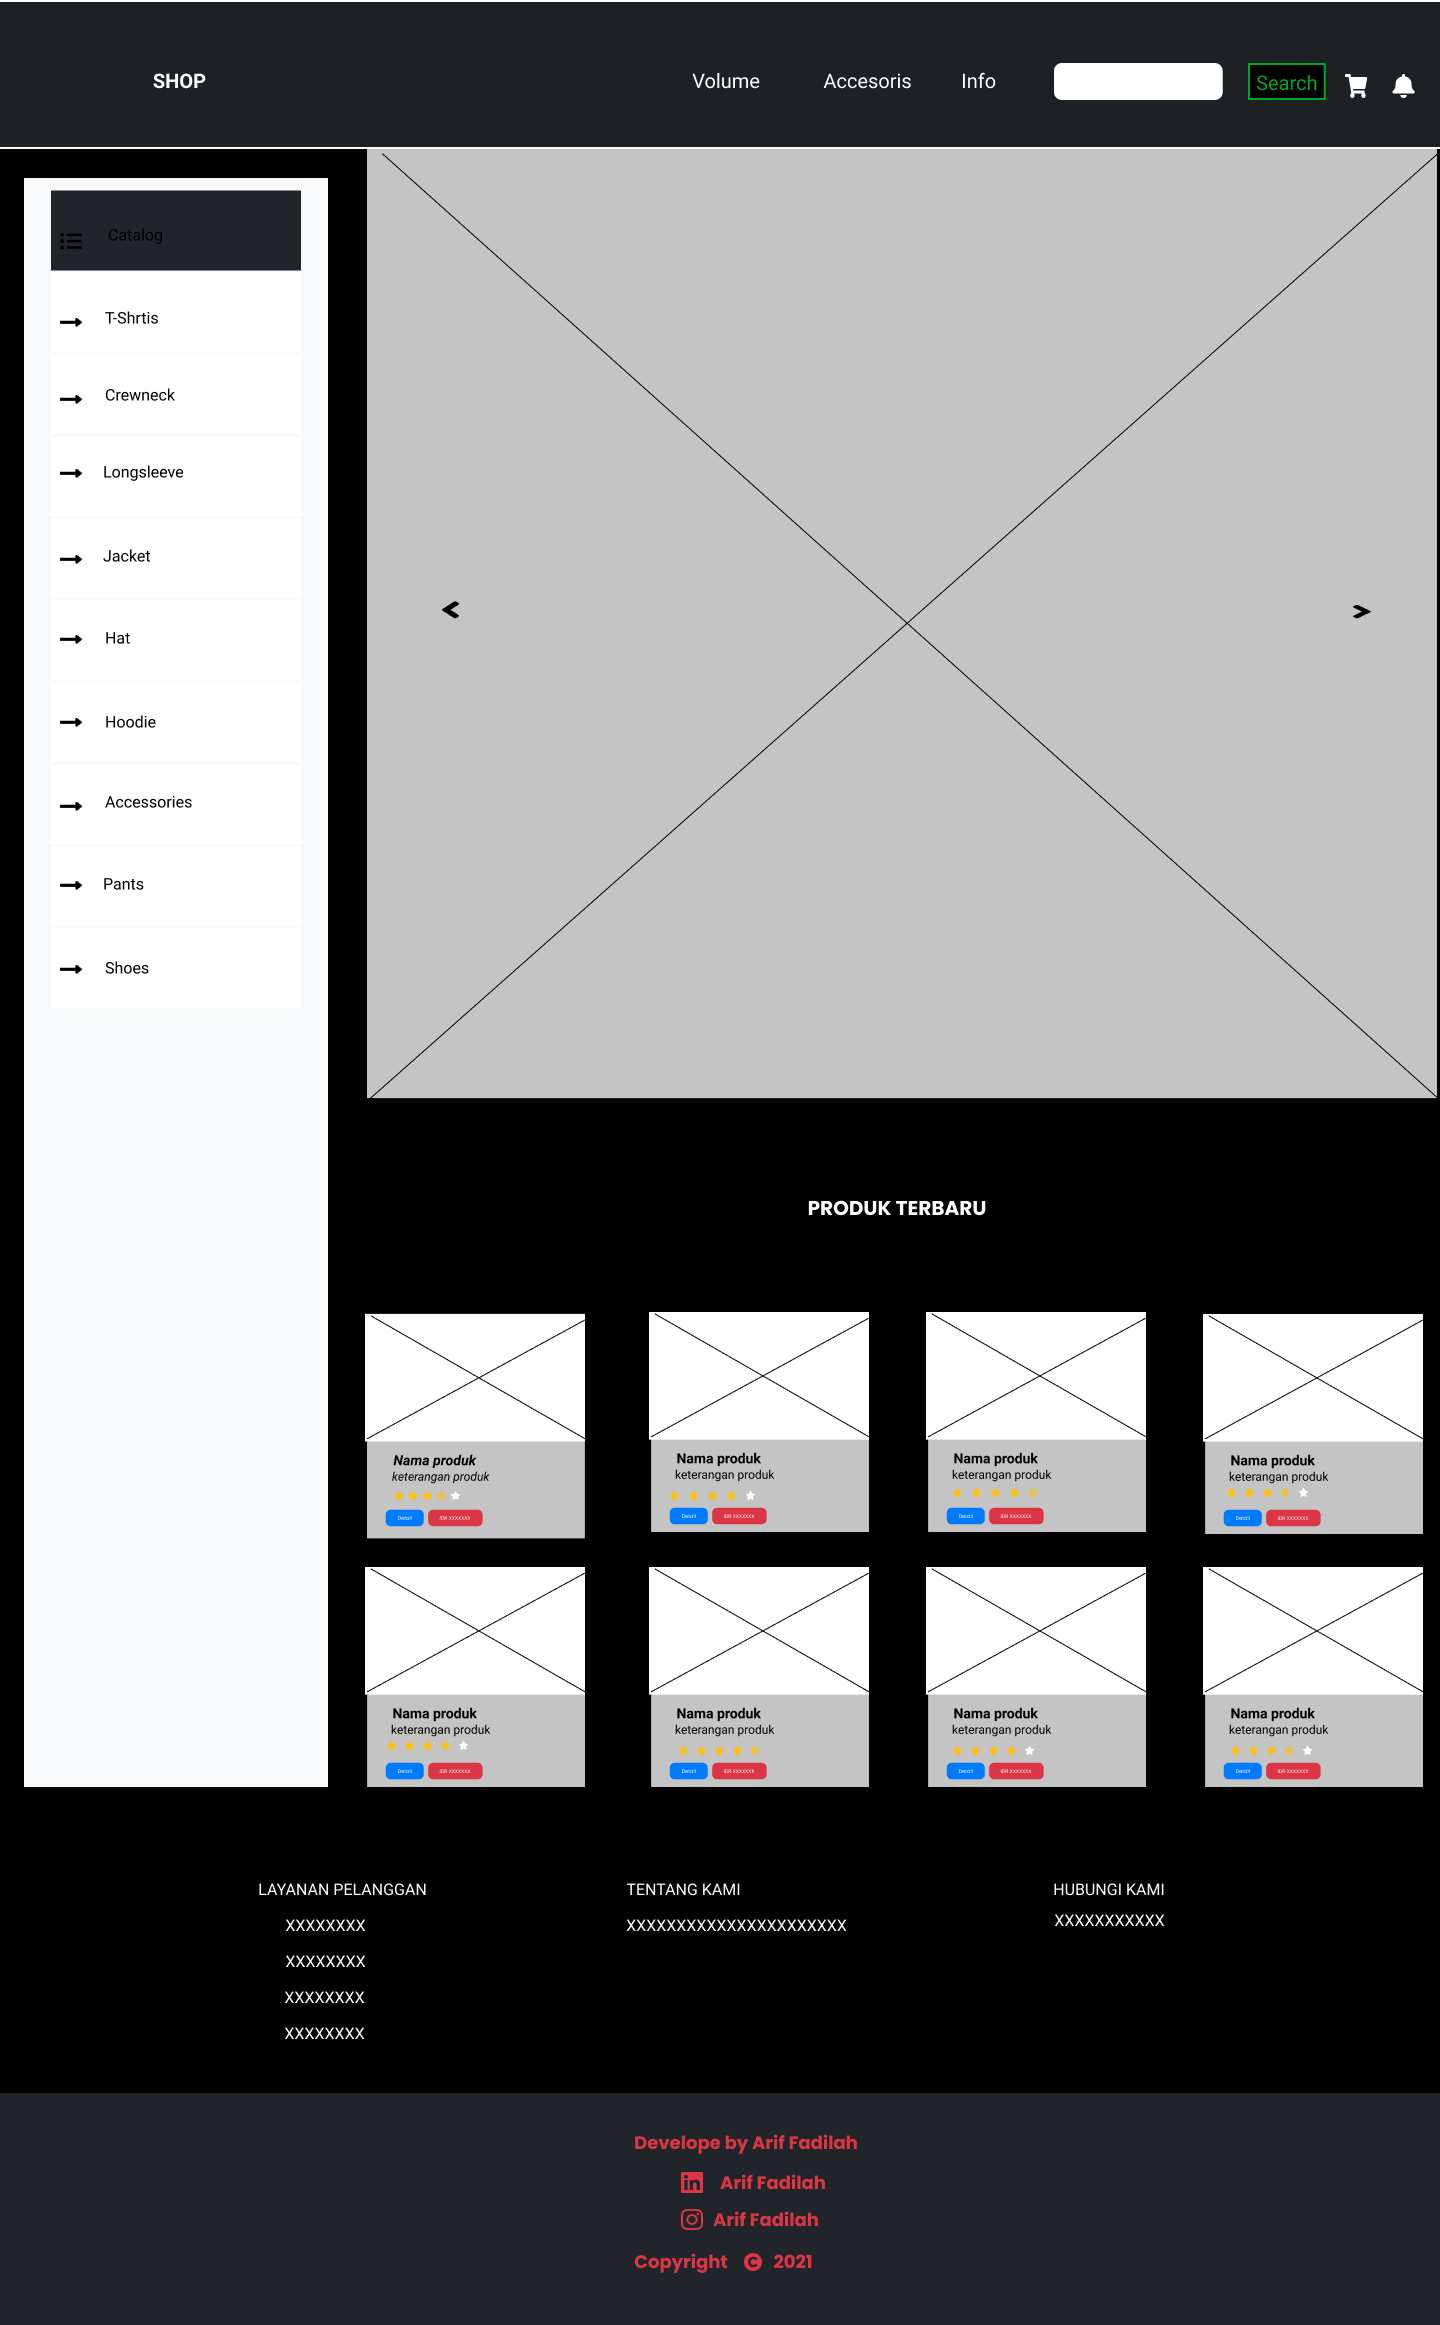 SHOP
Volume
Accesoris
Info
Search
Catalog
T-Shrtis
Crewneck
Longsleeve
Jacket
Hat
Hoodie
Accessories
Pants
Shoes
<
>
PRODUK TERBARU
Nama produk
keterangan produk
Detail
IDR XXXXXXX
Nama produk
keterangan produk
Detail
IDR XXXXXXX
Nama produk
keterangan produk
Detail
IDR XXXXXXX
Nama produk
keterangan produk
Detail
IDR XXXXXXX
Nama produk
keterangan produk
Detail
IDR XXXXXXX
Nama produk
keterangan produk
Detail
IDR XXXXXXX
Nama produk
keterangan produk
Detail
IDR XXXXXXX
Nama produk
keterangan produk
Detail
IDR XXXXXXX
LAYANAN PELANGGAN
XXXXXXXX
XXXXXXXX
XXXXXXXX
XXXXXXXX
TENTANG KAMI
XXXXXXXXXXXXXXXXXXXXXX
HUBUNGI KAMI
XXXXXXXXXXX
Develope by Arif Fadilah
Arif Fadilah
Arif Fadilah
Copyright © 2021